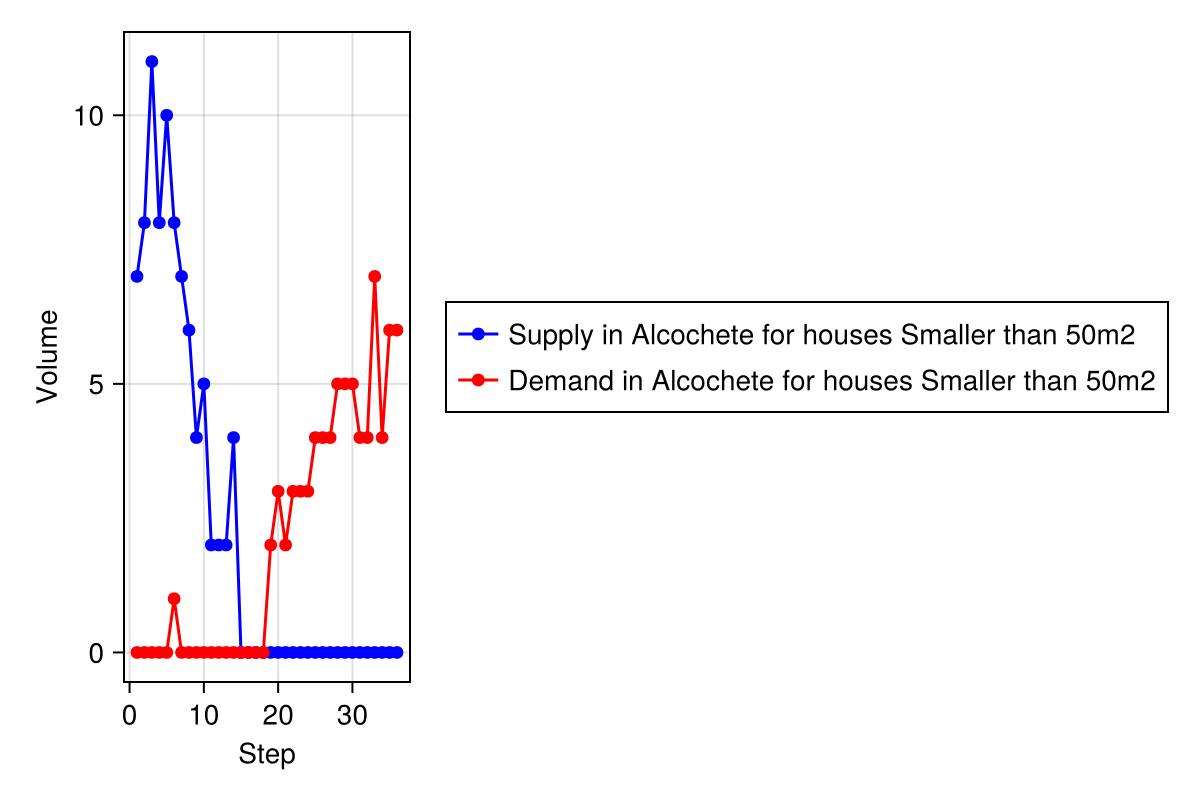 10
5
0
Volume
0 10 20 30
Step
Supply in Alcochete for houses Smaller than 50m2
Demand in Alcochete for houses Smaller than 50m2